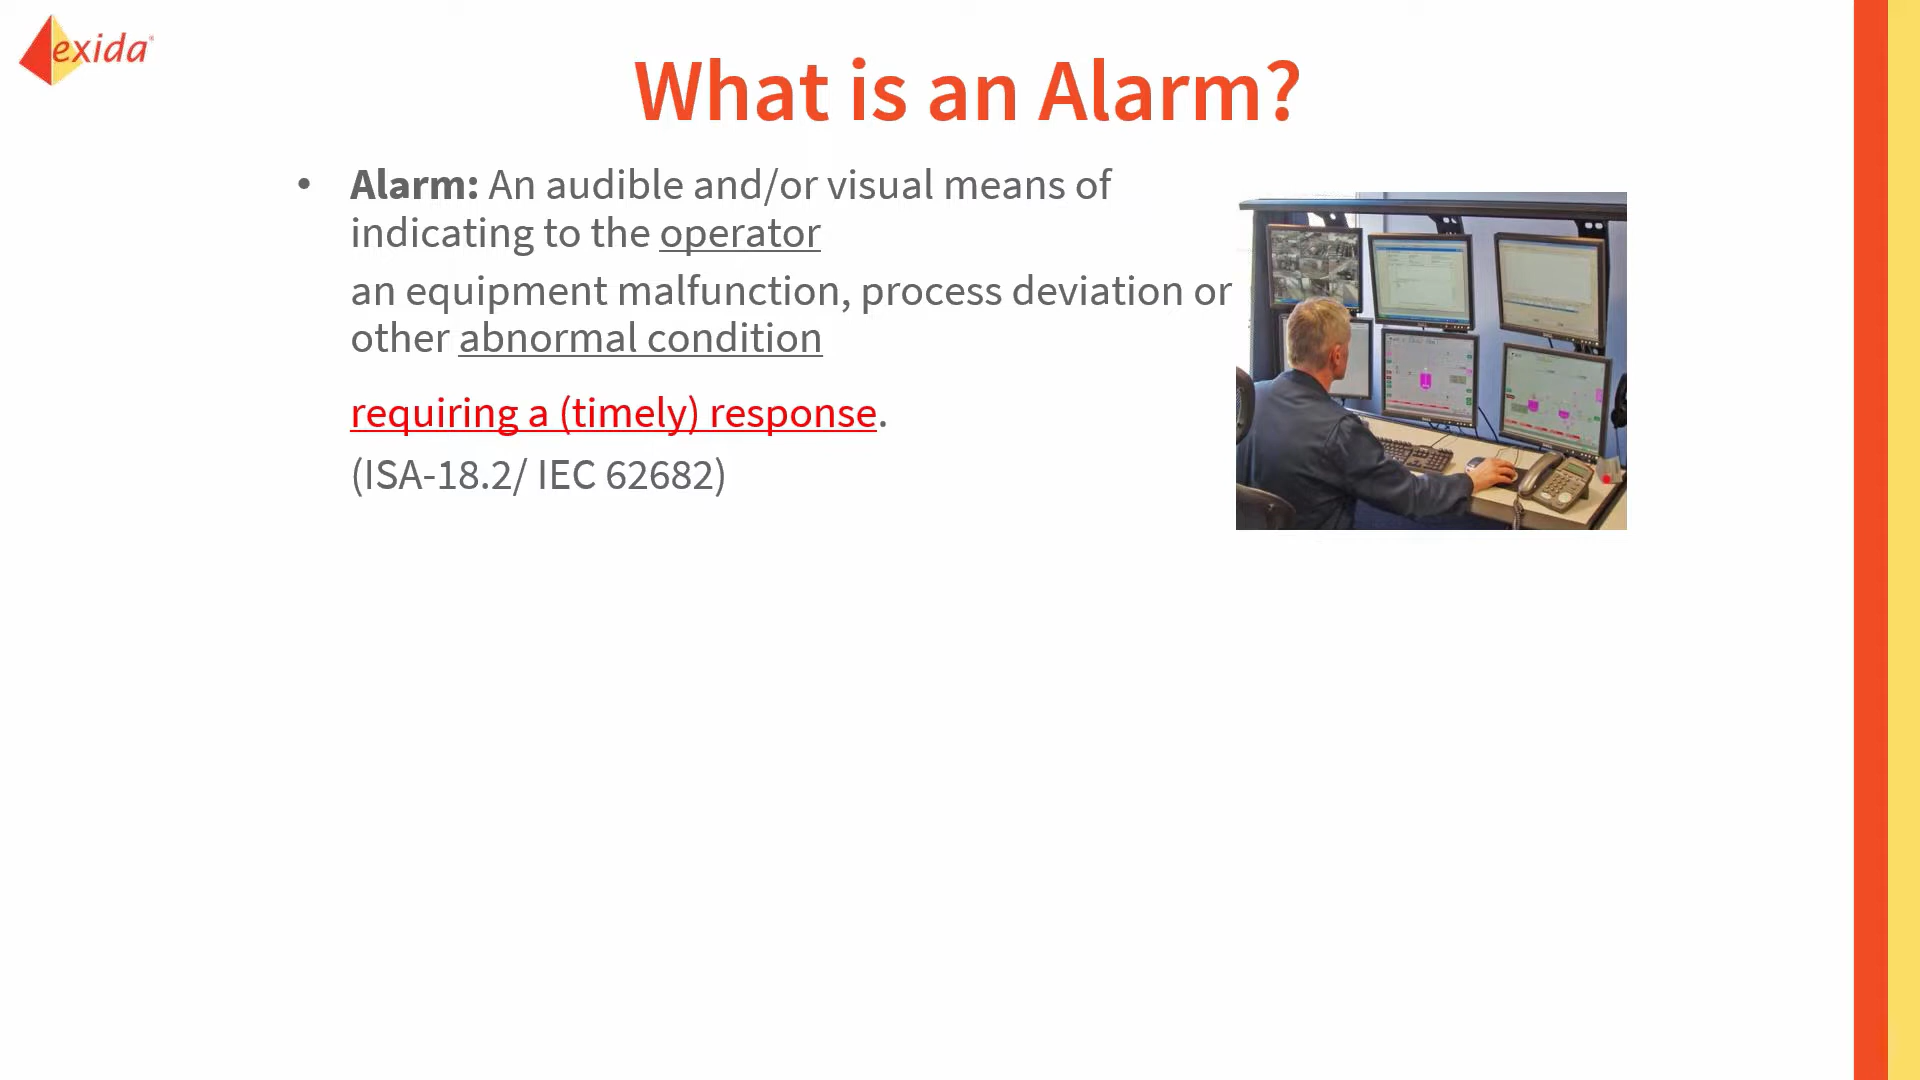 exida
What is an Alarm?
• Alarm: An audible and/or visual means of
indicating to the operator
an equipment malfunction, process deviation or
other abnormal condition
requiring a (timely) response.
(ISA-18.2/ IEC 62682)